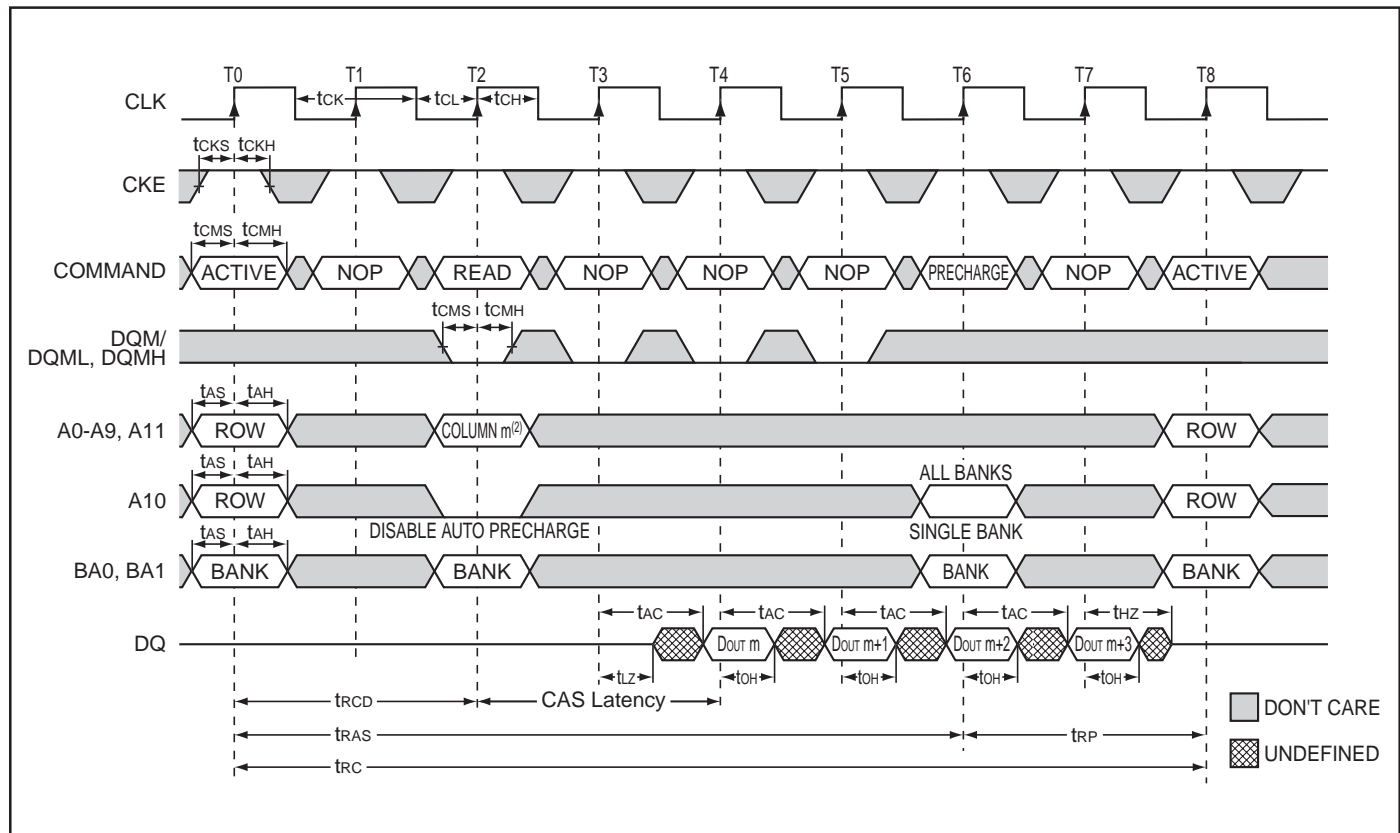 T0 T1 T2 T3 T4 T5 T6 T7 T8
CLK tCK tCL tCH
tCKS tCKH
CKE
tCMS tCMH
COMMAND ACTIVE NOP READ NOP NOP NOP PRECHARGE NOP ACTIVE
tCMS tCMH
DQM/
DQML, DQMH
tAS tAH
A0-A9, A11 ROW COLUMN m(2) ROW
tAS tAH ALL BANKS
A10 ROW ROW
DISABLE AUTO PRECHARGE SINGLE BANK
tAS tAH
BA0, BA1 BANK BANK BANK BANK
tAC tAC tAC tAC tHZ
DQ DOUT m DOUT m+1 DOUT m+2 DOUT m+3
tLZ tOH tOH tOH tOH
tRCD CAS Latency
DON'T CARE
tRAS tRP
UNDEFINED
tRC